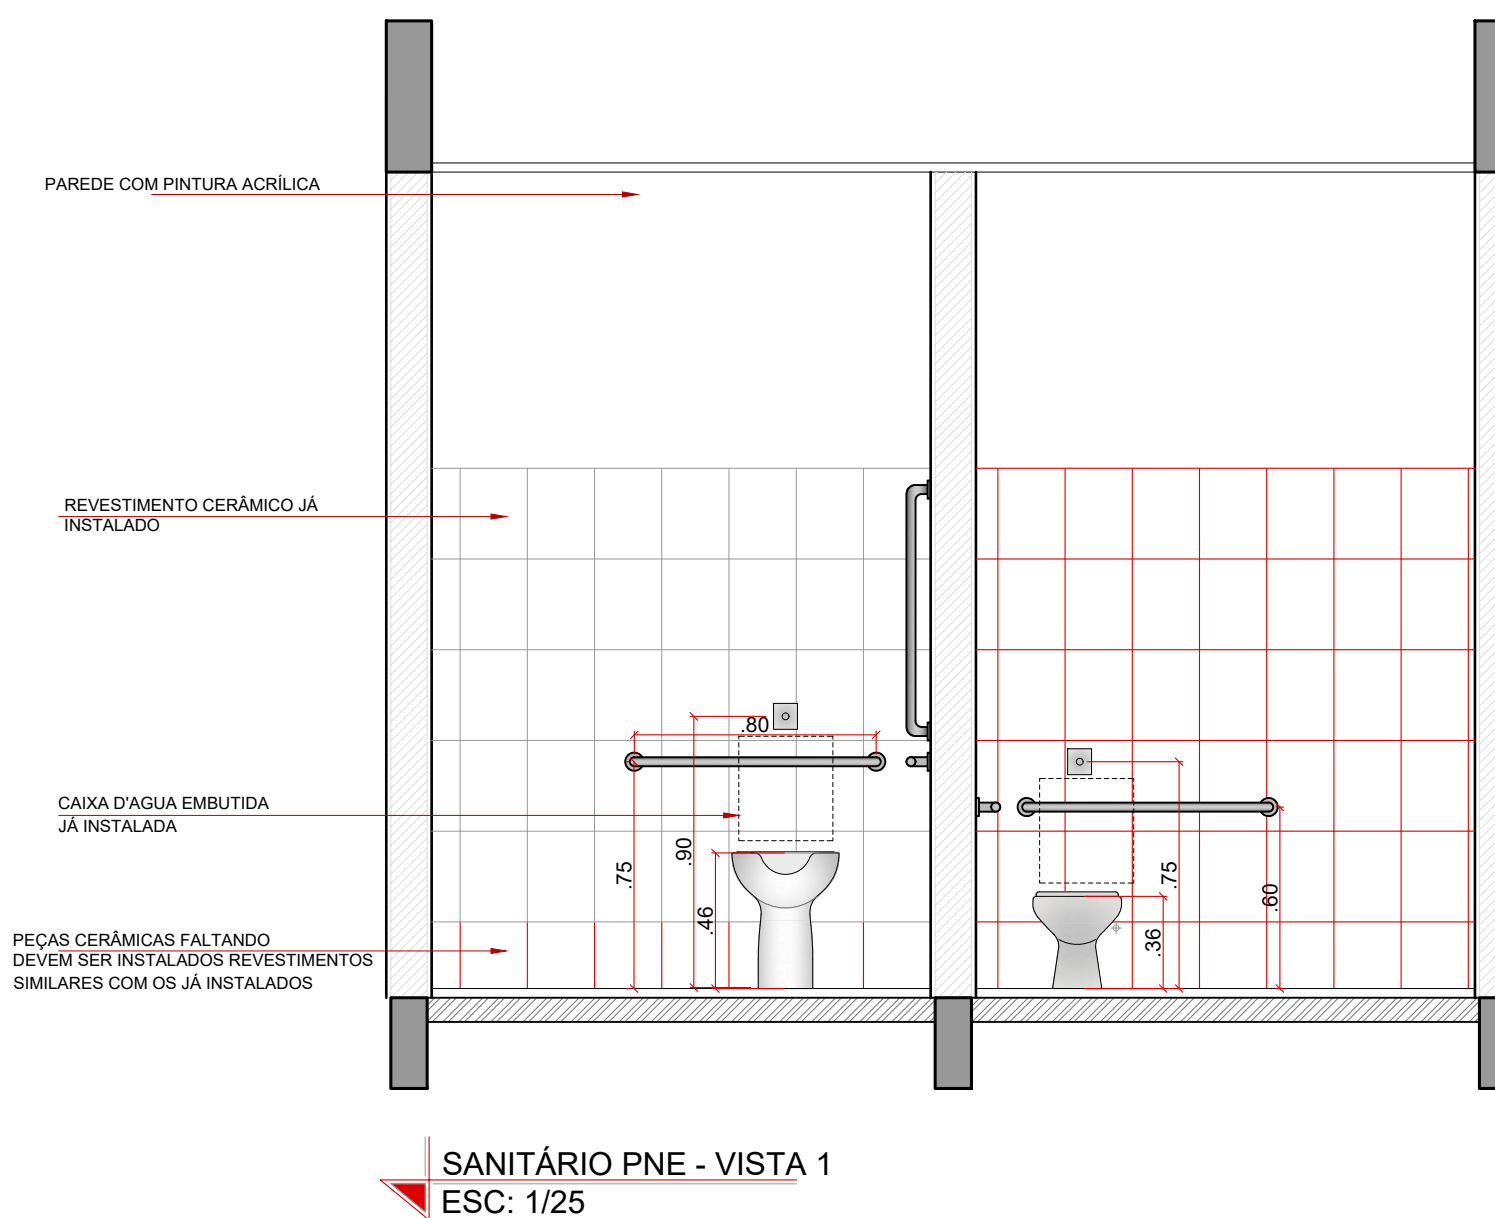 PAREDE COM PINTURA ACRÍLICA
REVESTIMENTO CERÂMICO JÁ
INSTALADO
.80
CAIXA D'AGUA EMBUTIDA
JÁ INSTALADA
.75
.90
.46
.75
.60
.36
PEÇAS CERÂMICAS FALTANDO
DEVEM SER INSTALADOS REVESTIMENTOS
SIMILARES COM OS JÁ INSTALADOS
SANITÁRIO PNE - VISTA 1
ESC: 1/25